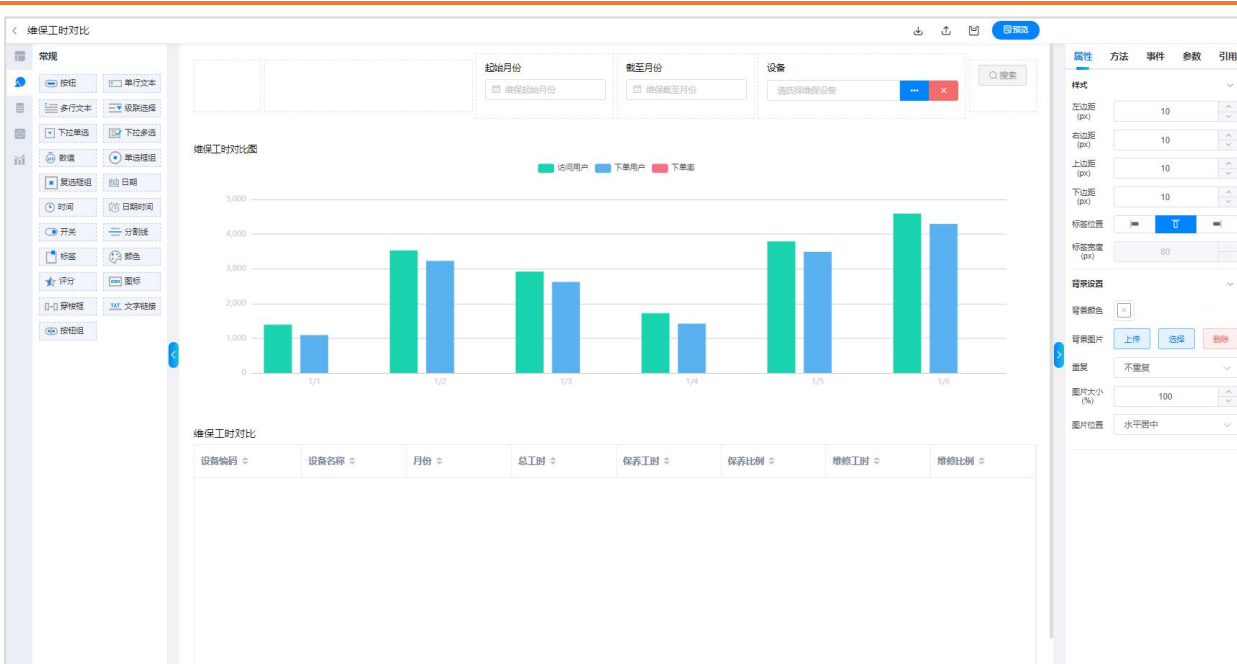 维保工时对比
预览
常规
按钮
单行文本
多行文本
级联选择
下拉单选
下拉多选
数值
单选框组
复选框组
日期
时间
日期时间
开关
分割线
标签
颜色
评分
图标
穿梭框
TXT 文字链接
按钮组
起始月份
维保起始月份
截至月份
维保截至月份
设备
请选择维保设备
搜索
维保工时对比图
访问用户 下单用户 下单率
5,000
4,000
3,000
2,000
1,000
0
1/1 1/2 1/3 1/4 1/5 1/6
维保工时对比
设备编码 设备名称 月份 总工时 保养工时 保养比例 维修工时 维修比例
属性 方法 事件 参数 引用
样式
左边距(px) 10
右边距(px) 10
上边距(px) 10
下边距(px) 10
标签位置
标签宽度(px) 80
背景设置
背景颜色
背景图片 上传 选择 删除
重复 不重复
图片大小(%) 100
图片位置 水平居中